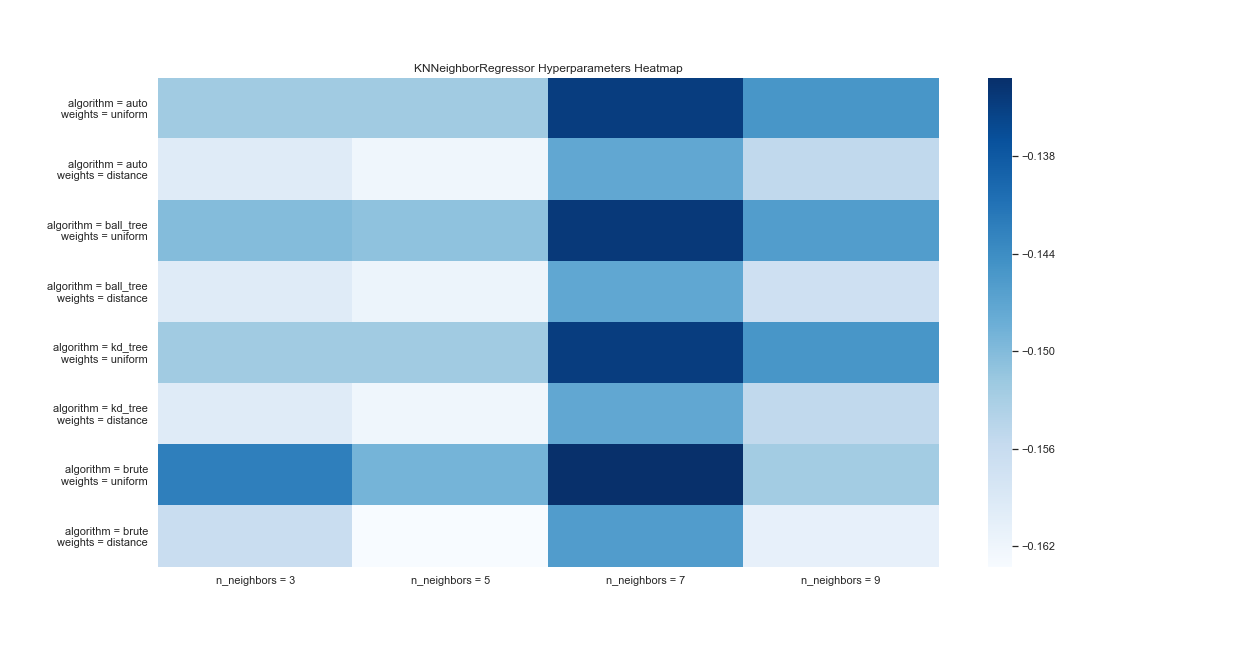 KNNeighborRegressor Hyperparameters Heatmap
algorithm = auto
weights = uniform
algorithm = auto
weights = distance
algorithm = ball_tree
weights = uniform
algorithm = ball_tree
weights = distance
algorithm = kd_tree
weights = uniform
algorithm = kd_tree
weights = distance
algorithm = brute
weights = uniform
algorithm = brute
weights = distance
n_neighbors = 3
n_neighbors = 5
n_neighbors = 7
n_neighbors = 9
−0.138
−0.144
−0.150
−0.156
−0.162